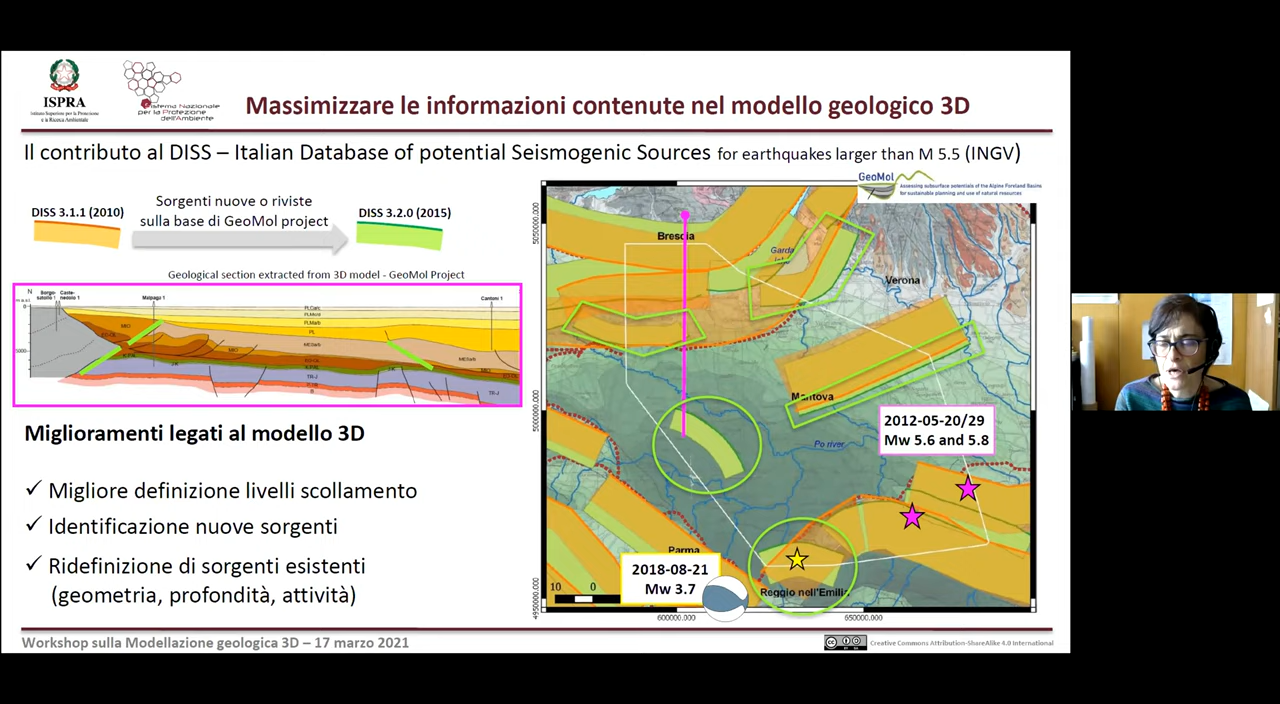 ISPRA
Istituto Superiore per la Protezione
e la Ricerca Ambientale
Sistema Nazionale
per la Protezione
dell'Ambiente
Massimizzare le informazioni contenute nel modello geologico 3D
Il contributo al DISS – Italian Database of potential Seismogenic Sources for earthquakes larger than M 5.5 (INGV)
DISS 3.1.1 (2010)
Sorgenti nuove o riviste
sulla base di GeoMol project
DISS 3.2.0 (2015)
Geological section extracted from 3D model - GeoMol Project
N
Malpaga 1
PL
MIO
MIO
TR-J
TR-J
Miglioramenti legati al modello 3D
✓ Migliore definizione livelli scollamento
✓ Identificazione nuove sorgenti
✓ Ridefinizione di sorgenti esistenti
(geometria, profondità, attività)
GeoMol
Assessing subsurface potentials of the Alpine Foreland Basins
for sustainable planning and use of natural resources
5050000.000
Brescia
Garda
Verona
Mantova
5000000.000
Po river
2012-05-20/29
Mw 5.6 and 5.8
Parma
2018-08-21
Mw 3.7
Reggio nell'Emilia
10 0
4950000.000
600000.000
650000.000
Workshop sulla Modellazione geologica 3D – 17 marzo 2021
Creative Commons Attribution-ShareAlike 4.0 International